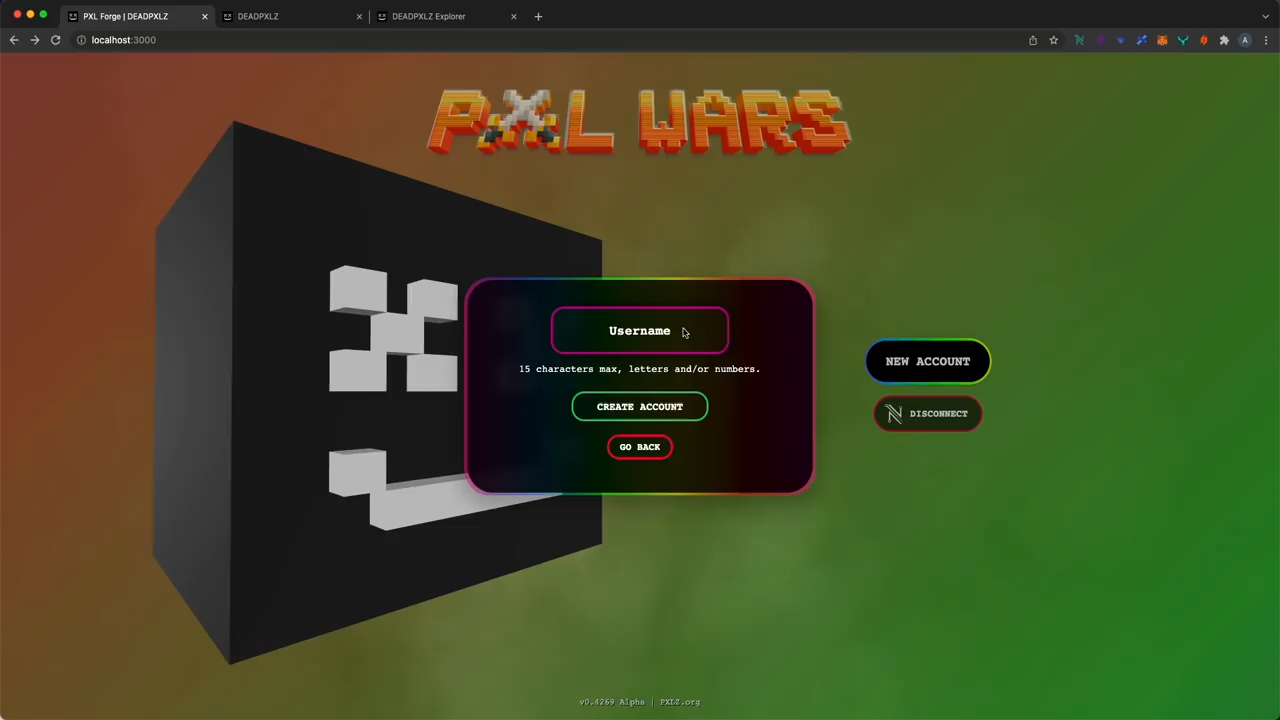 PXL Forge | DEADPXLZ
DEADPXLZ
DEADPXLZ Explorer
localhost:3000
A
PXL WARS
Username
15 characters max, letters and/or numbers.
CREATE ACCOUNT
GO BACK
NEW ACCOUNT
DISCONNECT
v0.4269 Alpha | PXLZ.org